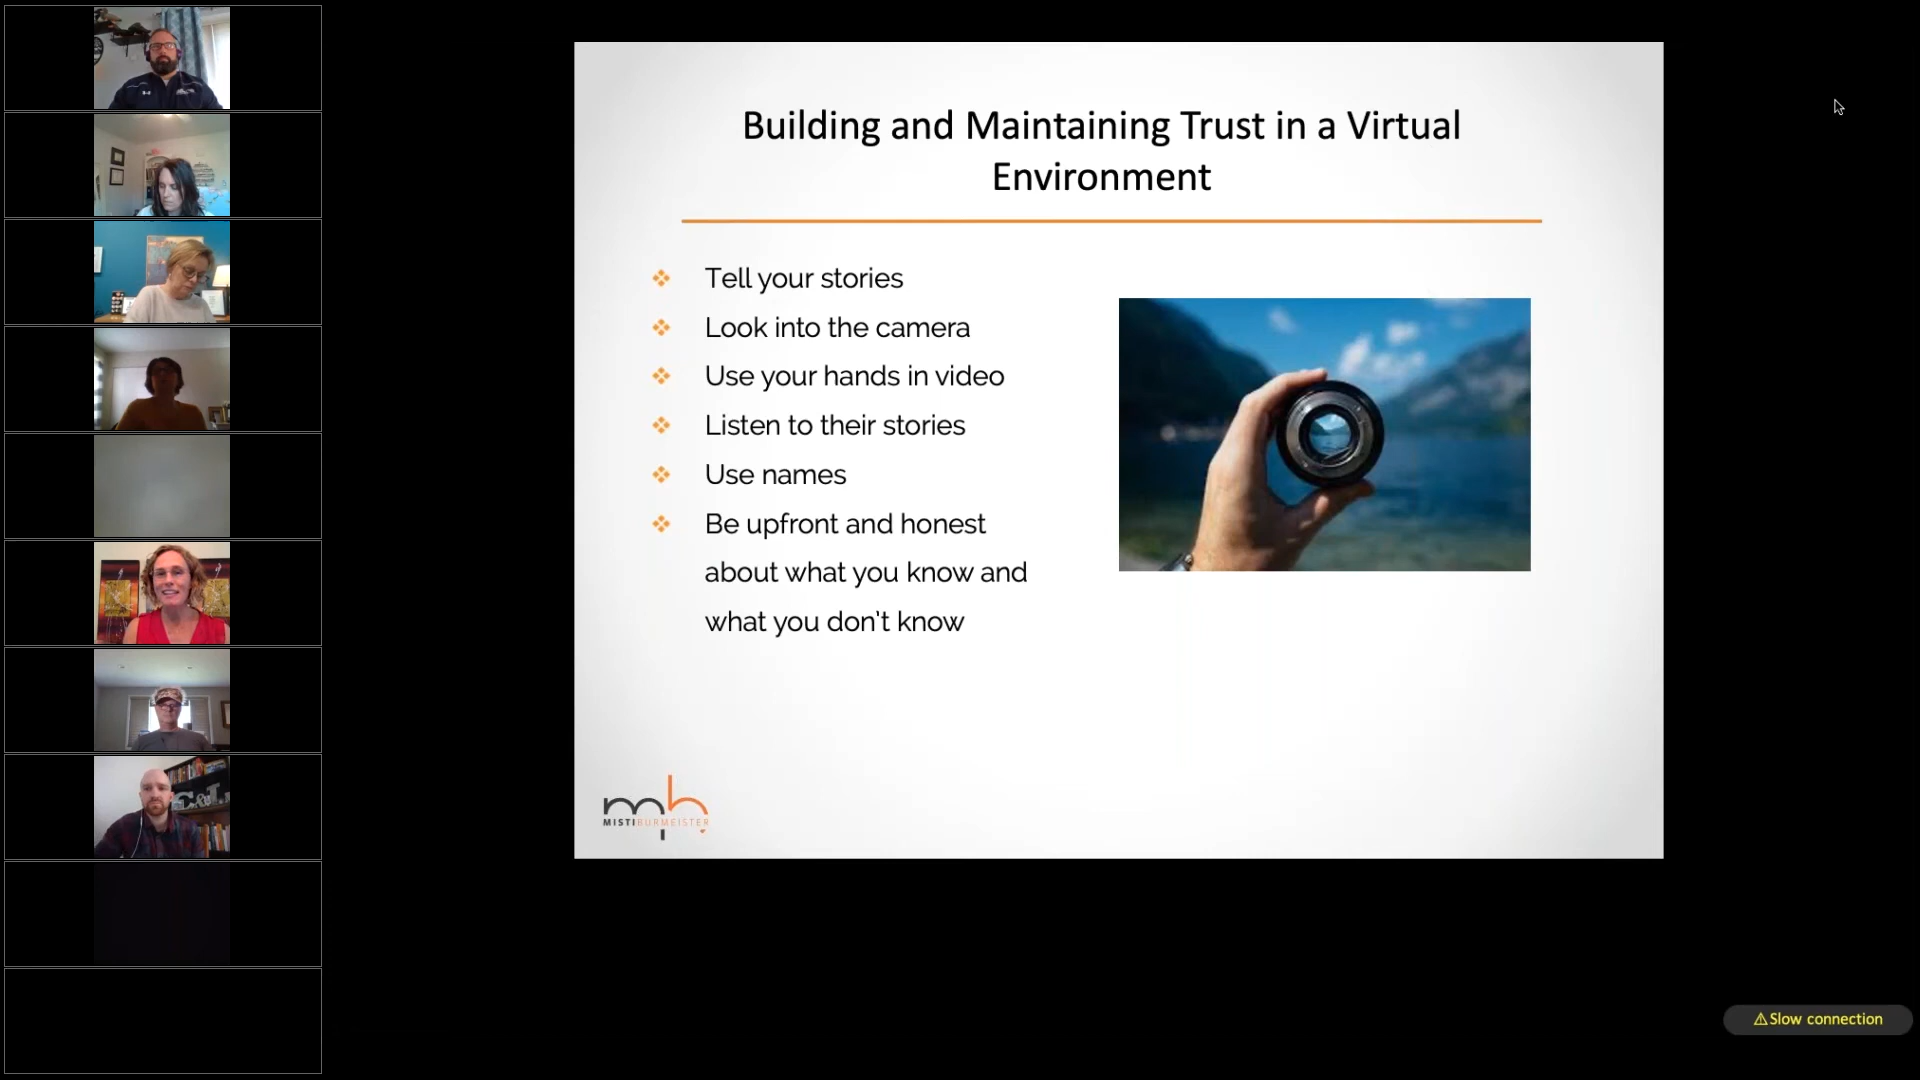 Building and Maintaining Trust in a Virtual
Environment
Tell your stories
Look into the camera
Use your hands in video
Listen to their stories
Use names
Be upfront and honest
about what you know and
what you don't know
mb
MISTIBURMEISTER
Slow connection